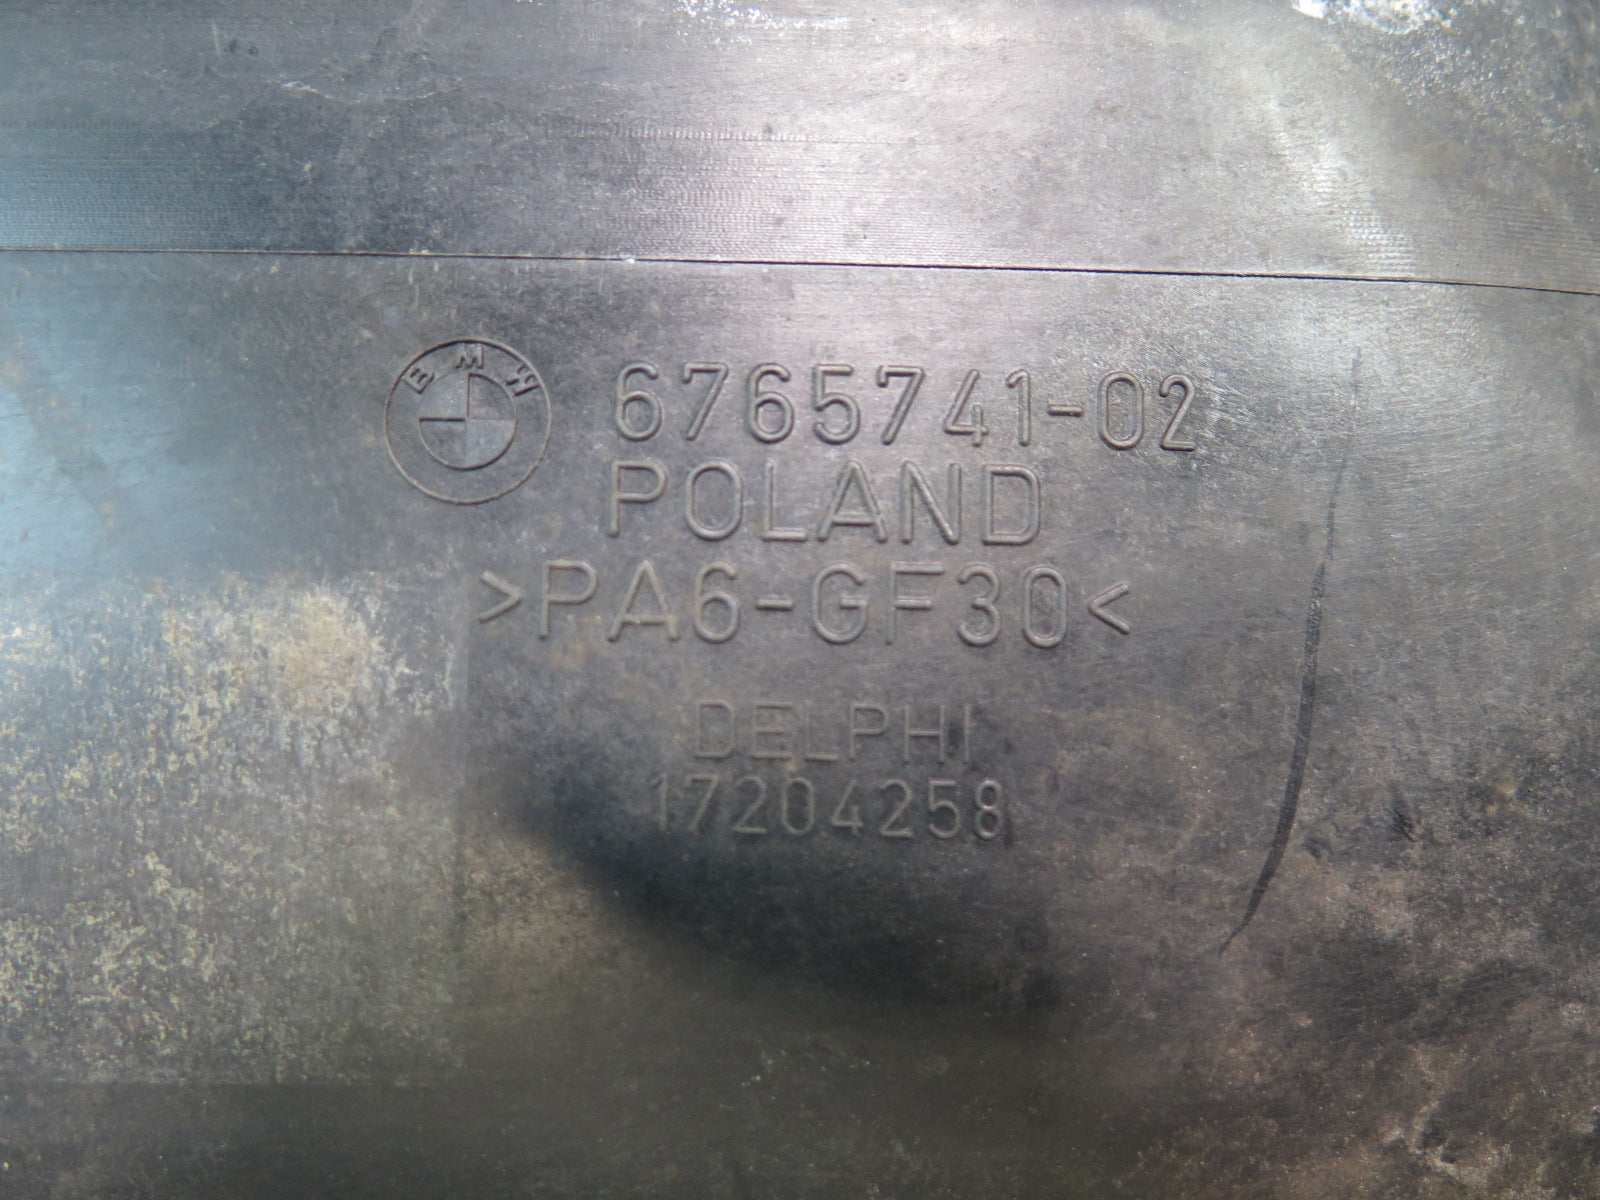 BMW 6765741-02
POLAND
>PA6-GF30<
DELPHI
17204258